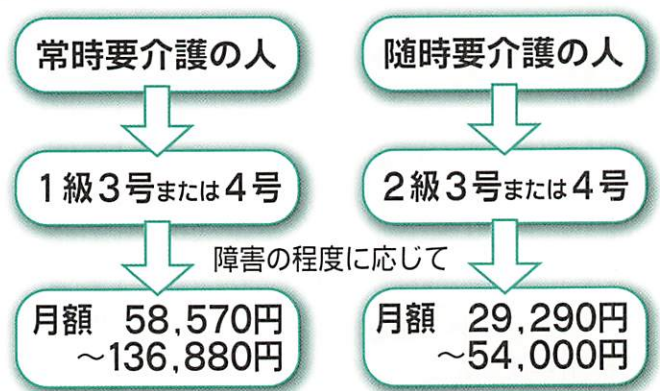 常時要介護の人
随時要介護の人
1級3号または4号
2級3号または4号
障害の程度に応じて
月額 58,570円
～136,880円
月額 29,290円
～54,000円